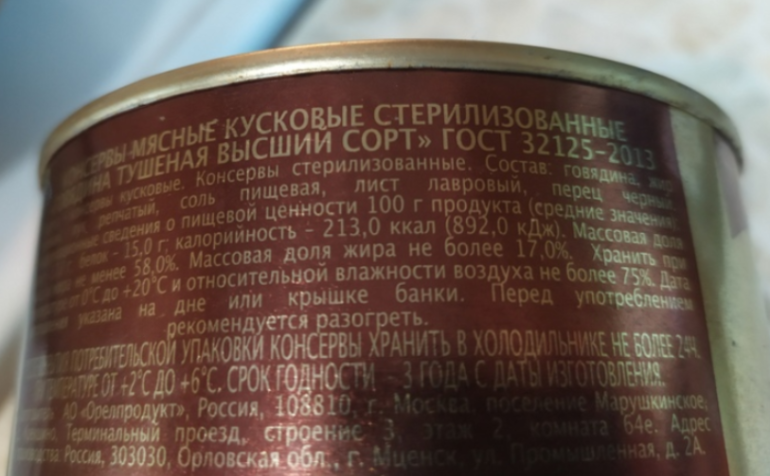 КОНСЕРВЫ МЯСНЫЕ КУСКОВЫЕ СТЕРИЛИЗОВАННЫЕ
ТУШЕНАЯ ВЫСШИЙ СОРТ» ГОСТ 32125-2013
кусковые. Консервы стерилизованные. Состав: говядина, жир
репчатый, соль пищевая, лист лавровый, перец черный
сведения о пищевой ценности 100 г продукта (средние значения):
белок - 15,0 г; калорийность - 213,0 ккал (892,0 кДж). Массовая доля
не менее 58,0%. Массовая доля жира не более 17,0%. Хранить при
от 0°С до +20°С и относительной влажности воздуха не более 75%. Дата
указана на дне или крышке банки. Перед употреблением
рекомендуется разогреть.
ПОТРЕБИТЕЛЬСКОЙ УПАКОВКИ КОНСЕРВЫ ХРАНИТЬ В ХОЛОДИЛЬНИКЕ НЕ БОЛЕЕ 24Ч.
ОТ +2°С ДО +6°С. СРОК ГОДНОСТИ - 3 ГОДА С ДАТЫ ИЗГОТОВЛЕНИЯ.
АО «Орелпродукт», Россия, 108810, г. Москва, поселение Марушкинское,
Терминальный проезд, строение 3, этаж 2, комната 64е. Адрес
Россия, 303030, Орловская обл., г. Мценск, ул. Промышленная, д. 2А.